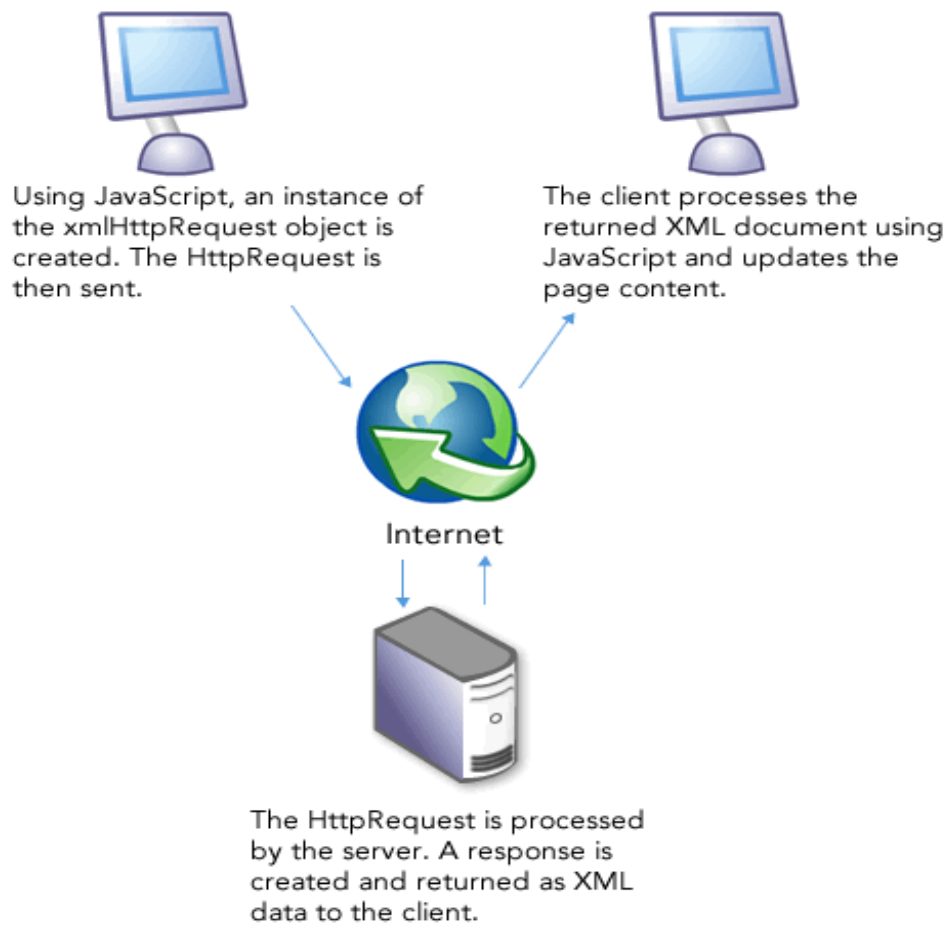 Using JavaScript, an instance of
the xmlHttpRequest object is
created. The HttpRequest is
then sent.
The client processes the
returned XML document using
JavaScript and updates the
page content.
Internet
The HttpRequest is processed
by the server. A response is
created and returned as XML
data to the client.